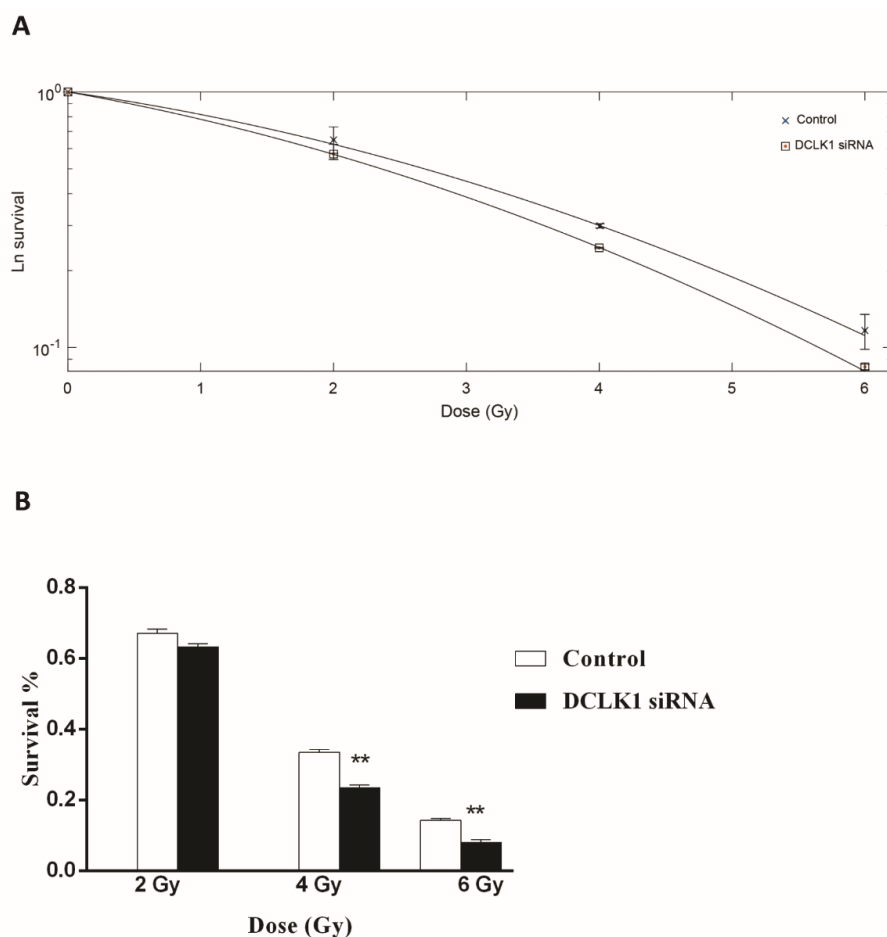 A
10⁰
Control
DCLK1 siRNA
Ln survival
10⁻¹
0 1 2 3 4 5 6
Dose (Gy)
B
0.8
0.6
0.4
0.2
0.0
Survival %
Control
DCLK1 siRNA
**
**
2 Gy 4 Gy 6 Gy
Dose (Gy)